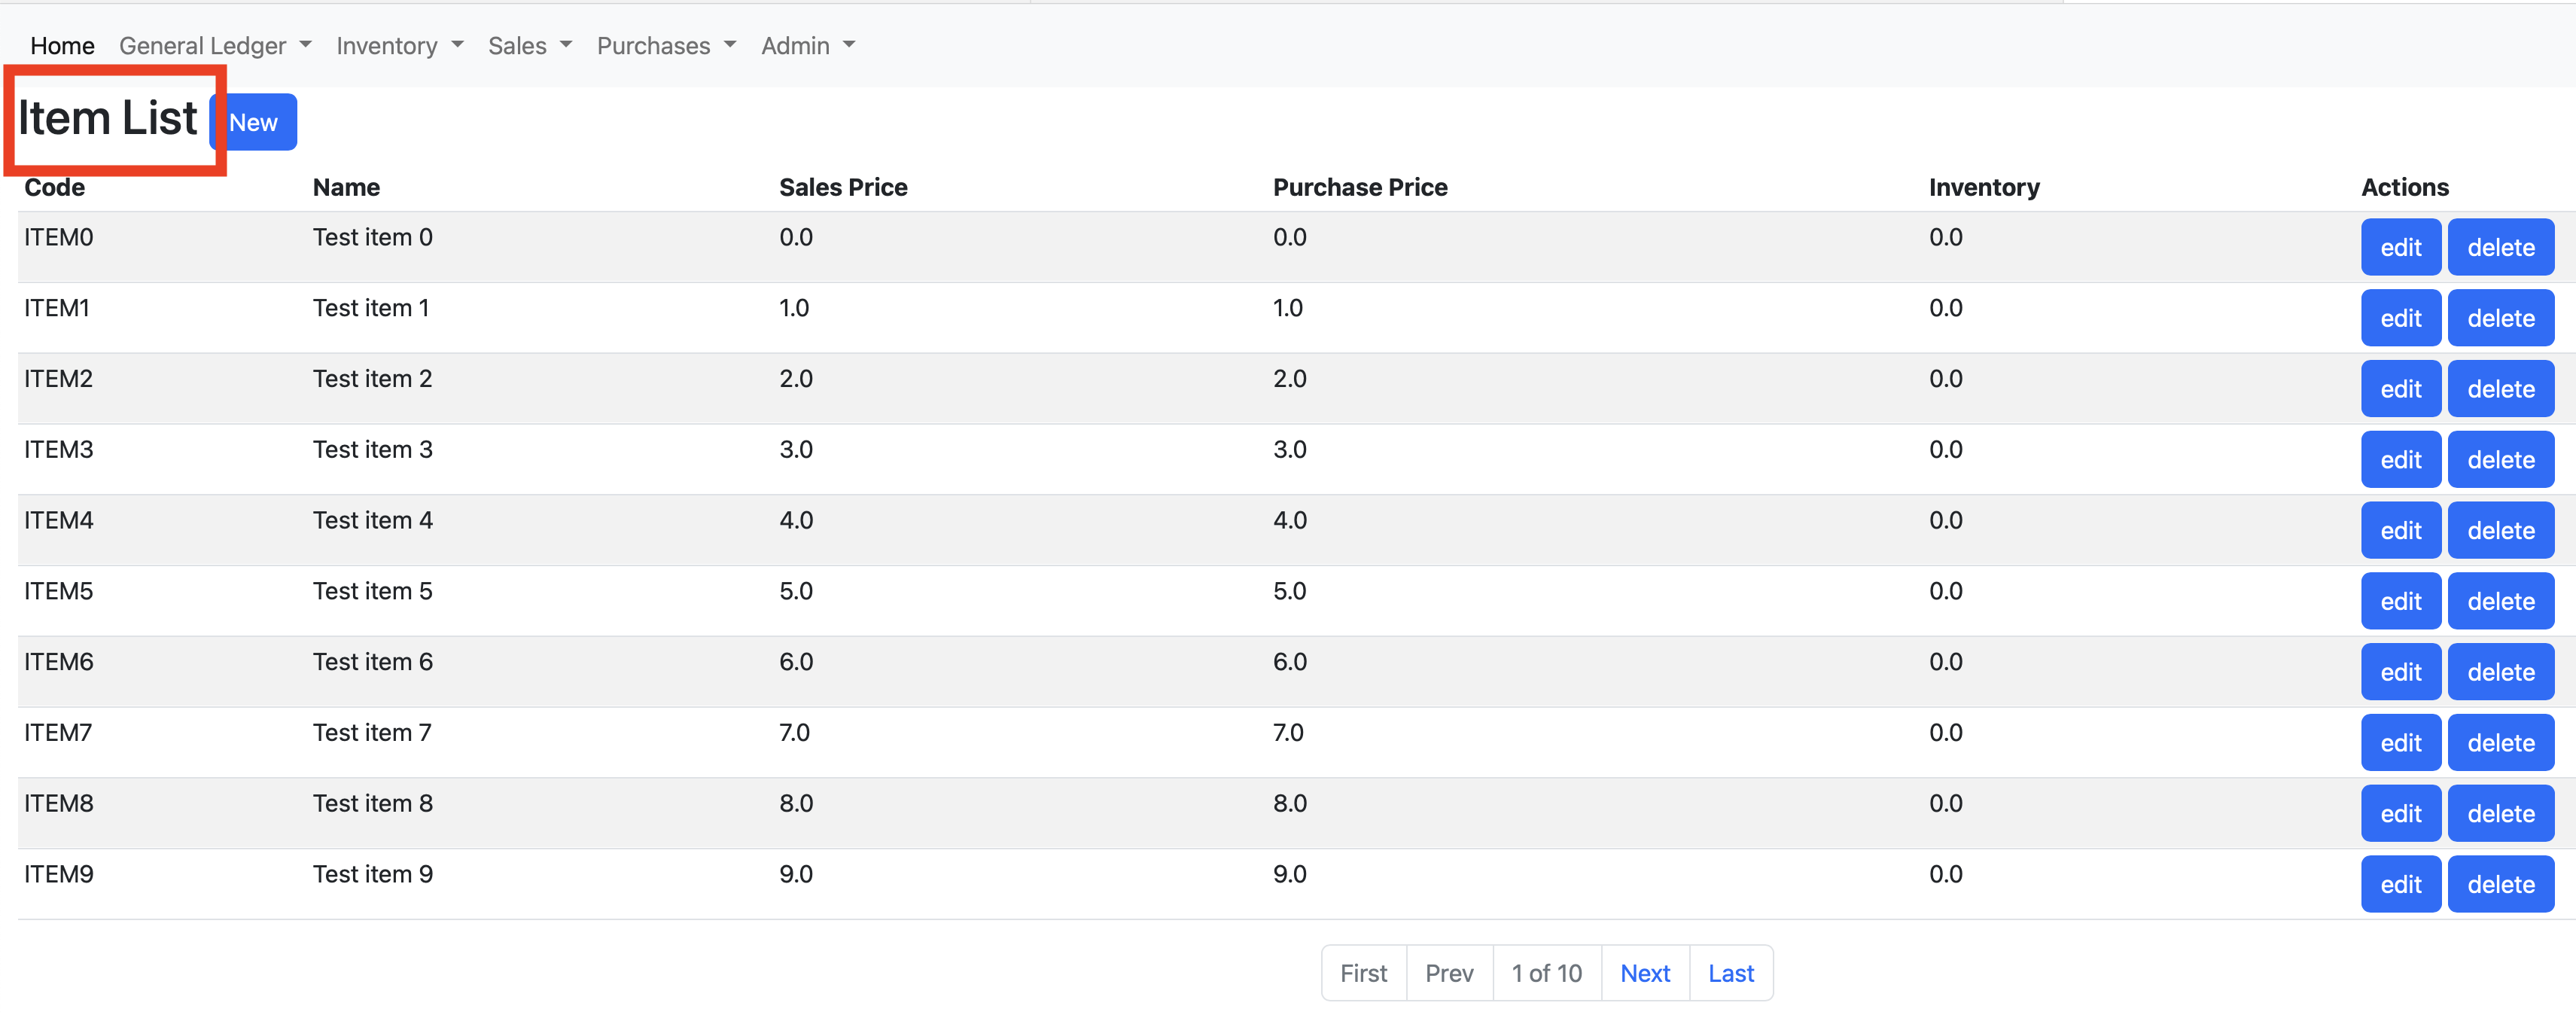 Home General Ledger Inventory Sales Purchases Admin
Item List New
Code Name Sales Price Purchase Price Inventory Actions
ITEM0 Test item 0 0.0 0.0 0.0 edit delete
ITEM1 Test item 1 1.0 1.0 0.0 edit delete
ITEM2 Test item 2 2.0 2.0 0.0 edit delete
ITEM3 Test item 3 3.0 3.0 0.0 edit delete
ITEM4 Test item 4 4.0 4.0 0.0 edit delete
ITEM5 Test item 5 5.0 5.0 0.0 edit delete
ITEM6 Test item 6 6.0 6.0 0.0 edit delete
ITEM7 Test item 7 7.0 7.0 0.0 edit delete
ITEM8 Test item 8 8.0 8.0 0.0 edit delete
ITEM9 Test item 9 9.0 9.0 0.0 edit delete
First Prev 1 of 10 Next Last